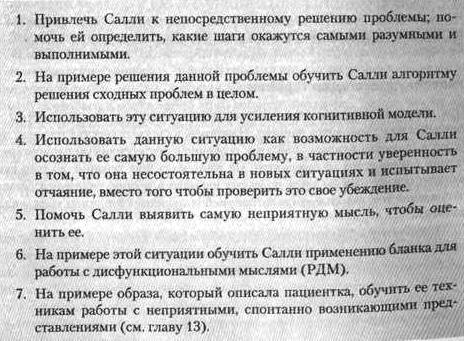 1. Привлечь Салли к непосредственному решению проблемы; по-
мочь ей определить, какие шаги окажутся самыми разумными и
выполнимыми.
2. На примере решения данной проблемы обучить Салли алгоритму
решения сходных проблем в целом.
3. Использовать эту ситуацию для усиления когнитивной модели.
4. Использовать данную ситуацию как возможность для Салли
осознать ее самую большую проблему, в частности уверенность
в том, что она несостоятельна в новых ситуациях и испытывает
отчаяние, вместо того чтобы проверить это свое убеждение.
5. Помочь Салли выявить самую неприятную мысль, чтобы оце-
нить ее.
6. На примере этой ситуации обучить Салли применению бланка для
работы с дисфункциональными мыслями (РДМ).
7. На примере образа, который описала пациентка, обучить ее тех-
никам работы с неприятными, спонтанно возникающими пред-
ставлениями (см. главу 13).